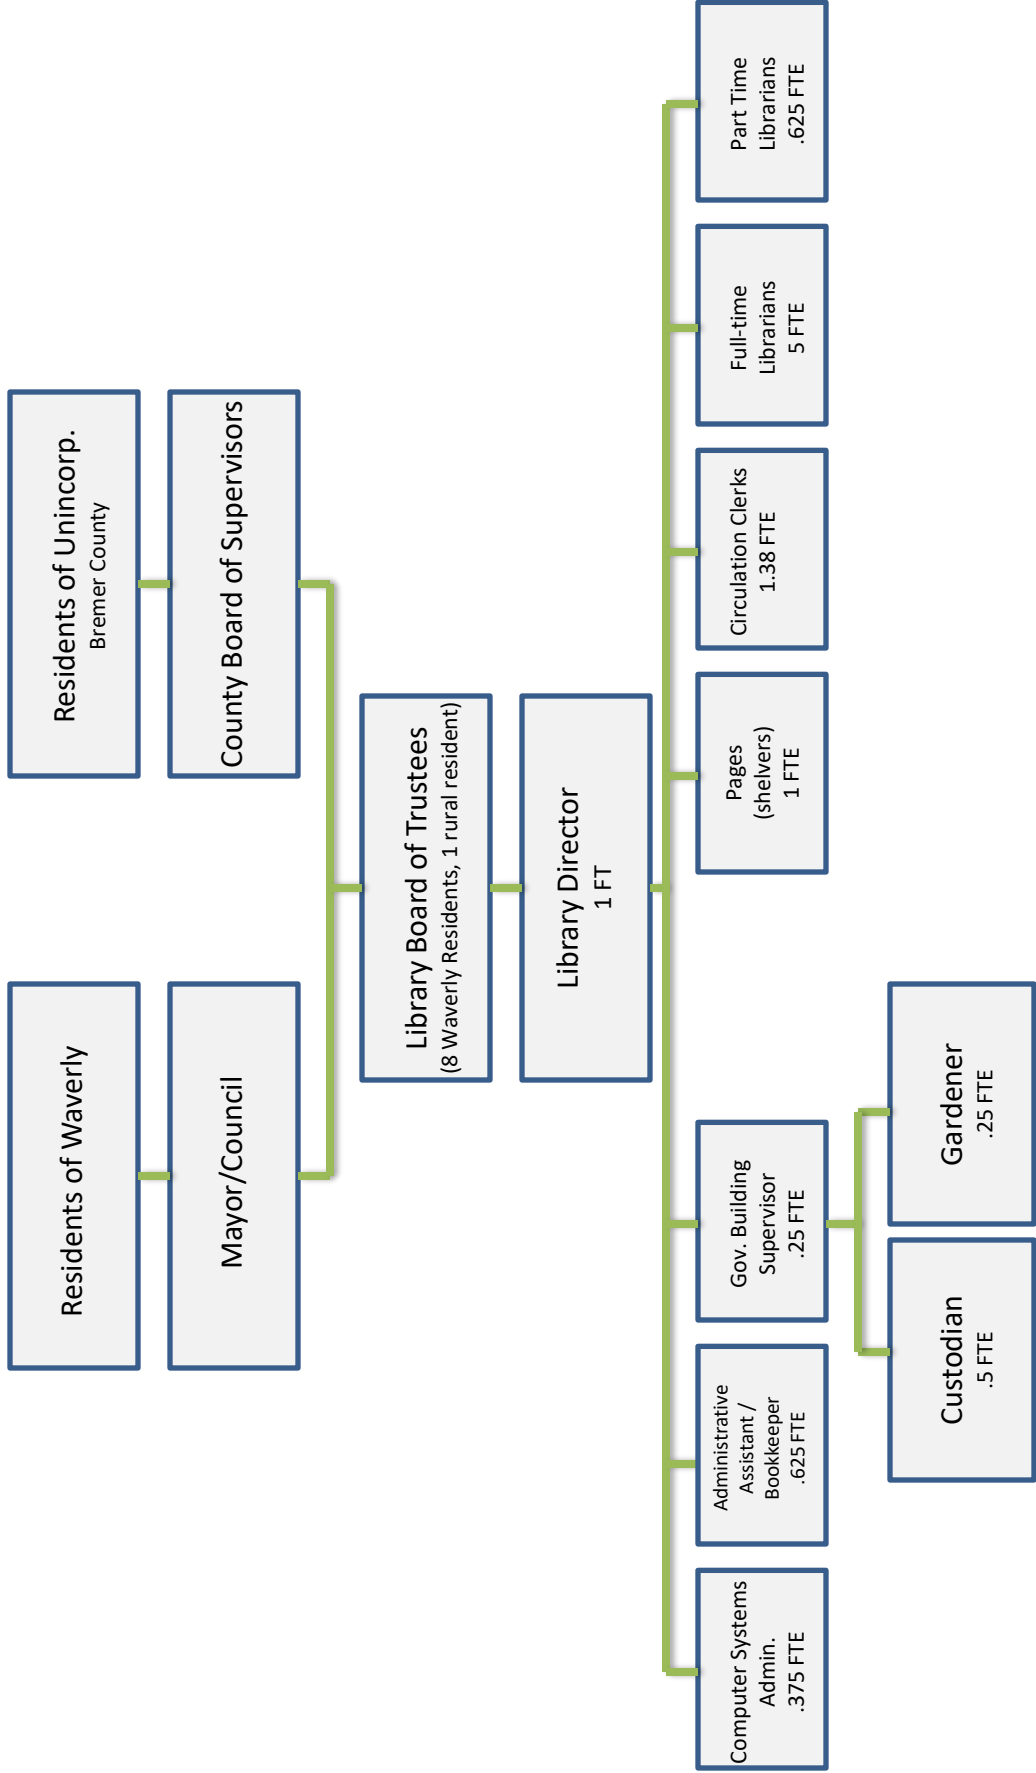 Residents of Waverly
Residents of Unincorp.
Bremer County
Mayor/Council
County Board of Supervisors
Library Board of Trustees
(8 Waverly Residents, 1 rural resident)
Library Director
1 FT
Computer Systems
Admin.
.375 FTE
Administrative
Assistant /
Bookkeeper
.625 FTE
Gov. Building
Supervisor
.25 FTE
Pages
(shelvers)
1 FTE
Circulation Clerks
1.38 FTE
Full-time
Librarians
5 FTE
Part Time
Librarians
.625 FTE
Custodian
.5 FTE
Gardener
.25 FTE